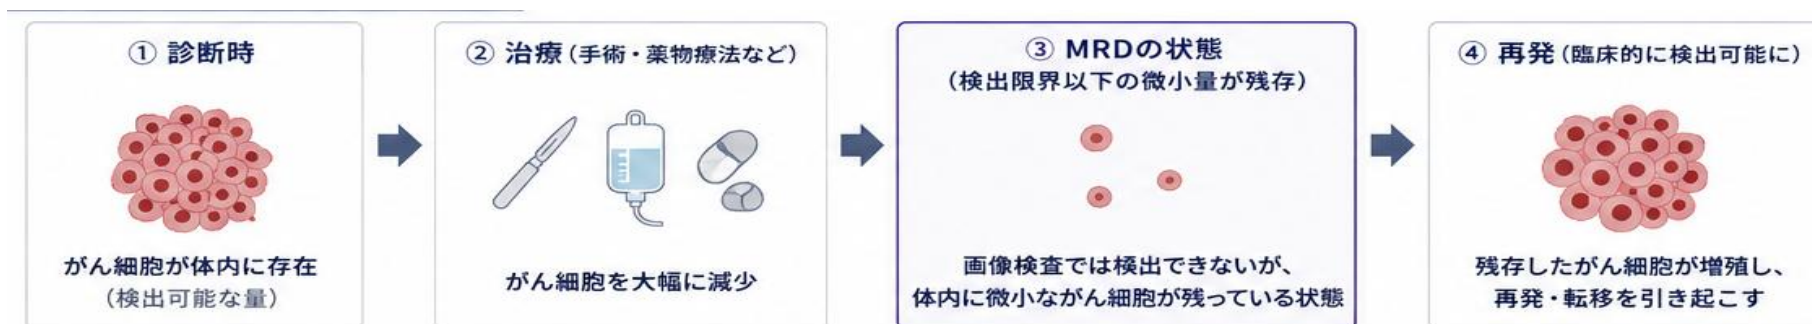 ① 診断時
がん細胞が体内に存在
（検出可能な量）
② 治療（手術・薬物療法など）
がん細胞を大幅に減少
③ MRDの状態
（検出限界以下の微小量が残存）
画像検査では検出できないが、
体内に微小ながん細胞が残っている状態
④ 再発（臨床的に検出可能に）
残存したがん細胞が増殖し、
再発・転移を引き起こす